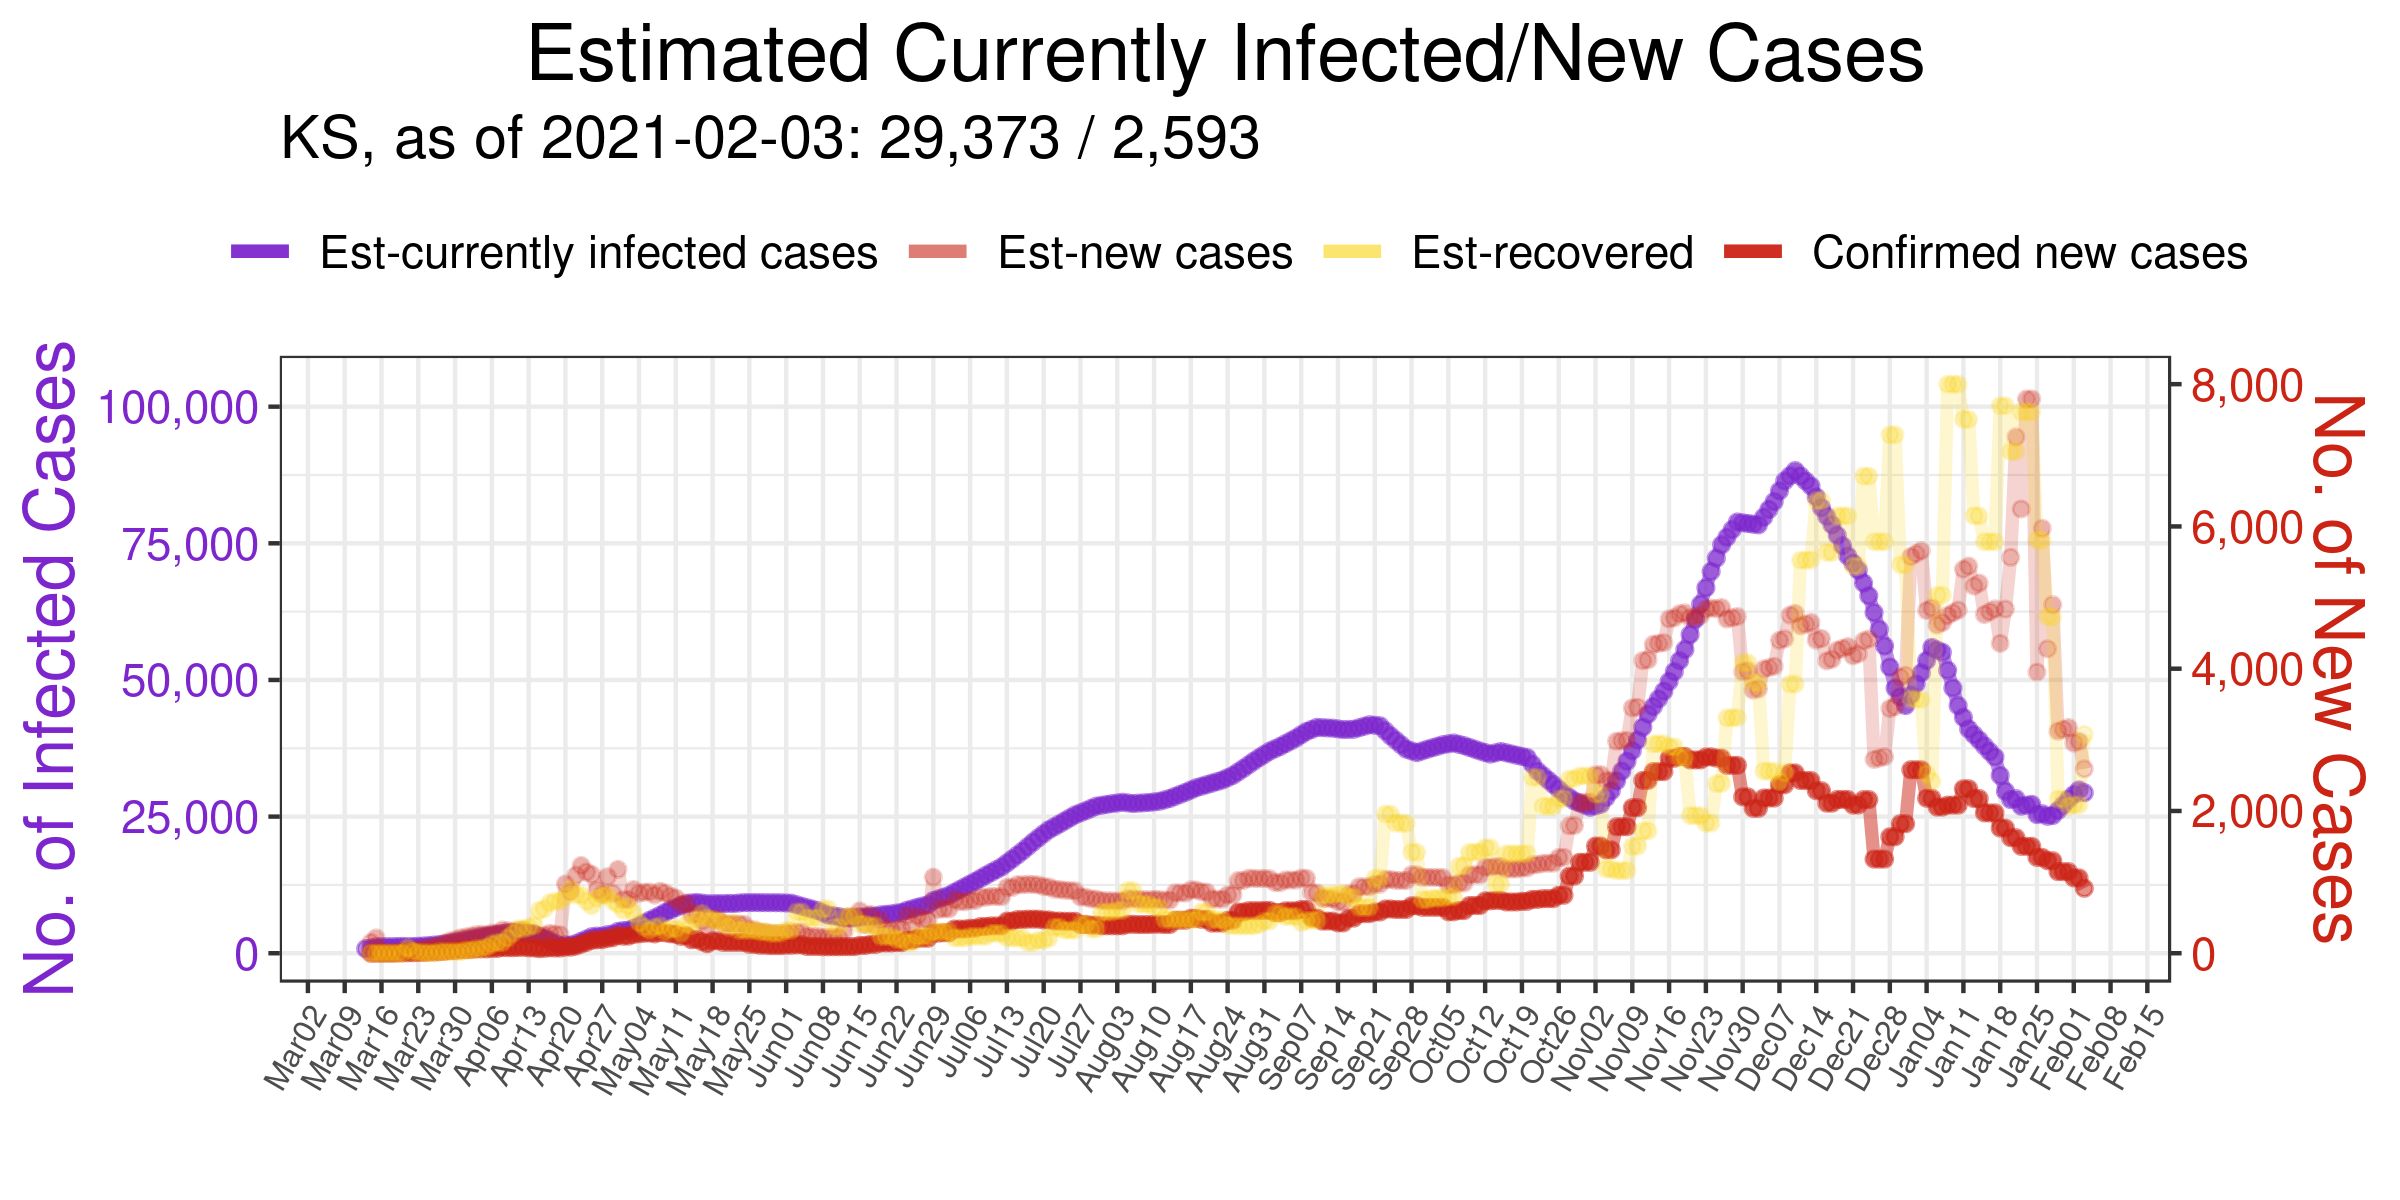 Estimated Currently Infected/New Cases
KS, as of 2021-02-03: 29,373 / 2,593
Est-currently infected cases Est-new cases Est-recovered Confirmed new cases
No. of Infected Cases
100,000
75,000
50,000
25,000
0
8,000
6,000
4,000
2,000
0
No. of New Cases
Mar02 Mar09 Mar16 Mar23 Mar30 Apr06 Apr13 Apr20 Apr27 May04 May11 May18 May25 Jun01 Jun08 Jun15 Jun22 Jun29 Jul06 Jul13 Jul20 Jul27 Aug03 Aug10 Aug17 Aug24 Aug31 Sep07 Sep14 Sep21 Sep28 Oct05 Oct12 Oct19 Oct26 Nov02 Nov09 Nov16 Nov23 Nov30 Dec07 Dec14 Dec21 Dec28 Jan04 Jan11 Jan18 Jan25 Feb01 Feb08 Feb15